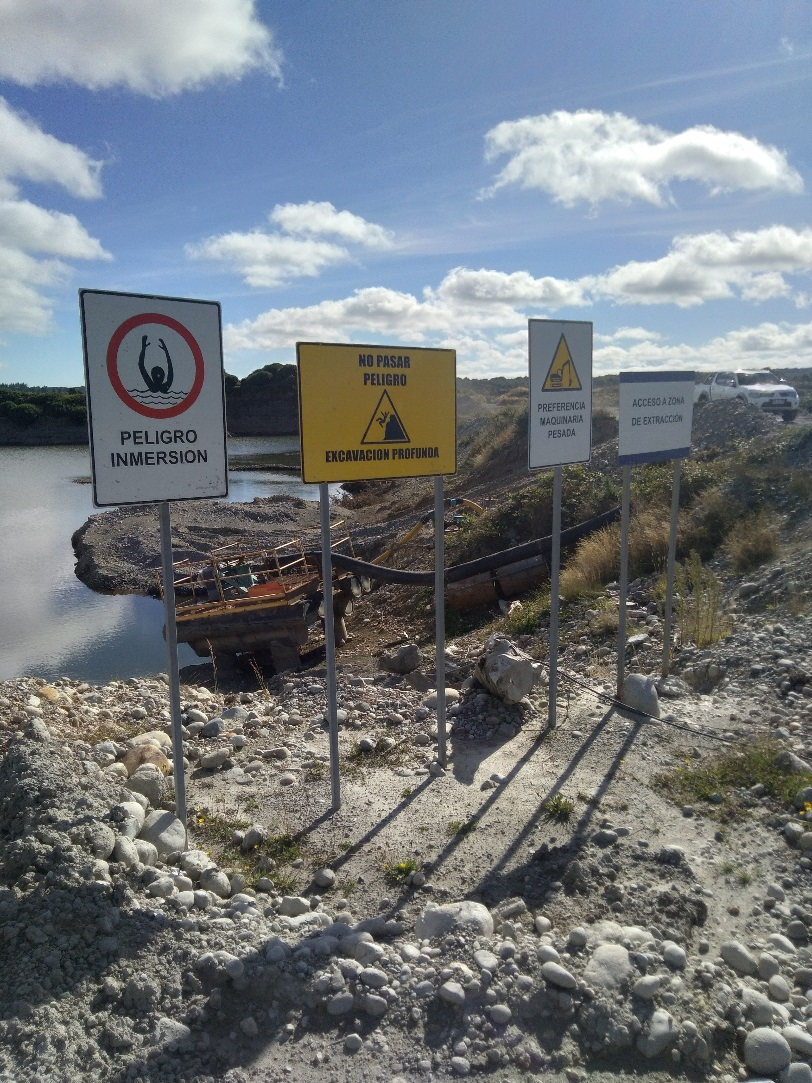 PELIGRO
INMERSION
NO PASAR
PELIGRO
EXCAVACION PROFUNDA
PREFERENCIA
MAQUINARIA
PESADA
ACCESO A ZONA
DE EXTRACCIÓN